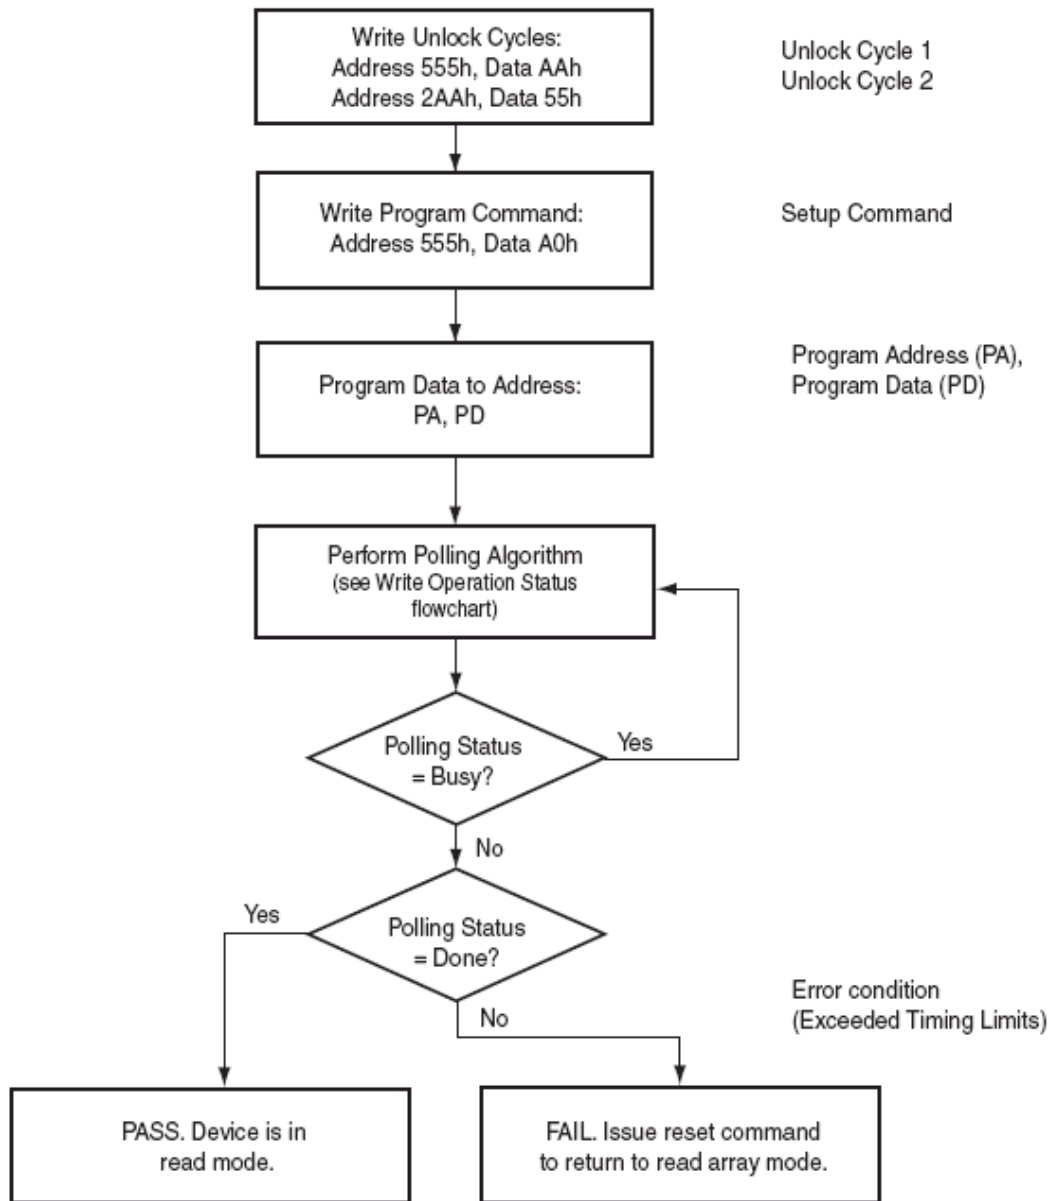 Write Unlock Cycles:
Address 555h, Data AAh
Address 2AAh, Data 55h
Unlock Cycle 1
Unlock Cycle 2
Write Program Command:
Address 555h, Data A0h
Setup Command
Program Data to Address:
PA, PD
Program Address (PA),
Program Data (PD)
Perform Polling Algorithm
(see Write Operation Status
flowchart)
Polling Status
= Busy?
Yes
No
Polling Status
= Done?
Yes
No
Error condition
(Exceeded Timing Limits)
PASS. Device is in
read mode.
FAIL. Issue reset command
to return to read array mode.